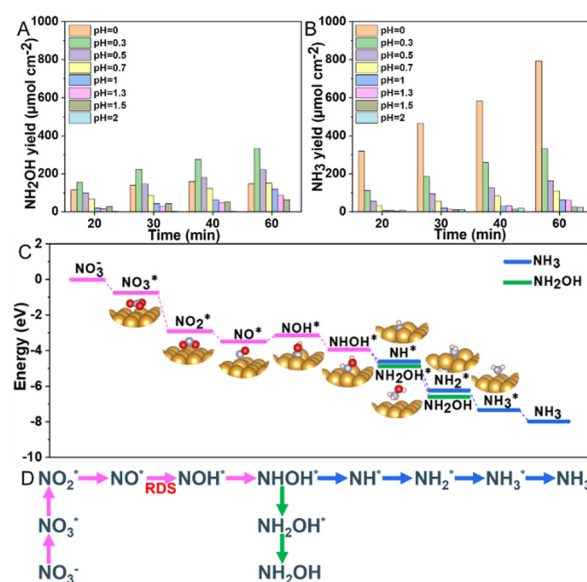 A
NH2OH yield (μmol cm⁻²)
1000
800
600
400
200
0
pH=0
pH=0.3
pH=0.5
pH=0.7
pH=1
pH=1.3
pH=1.5
pH=2
20 30 40 60
Time (min)
B
NH3 yield (μmol cm⁻²)
1000
800
600
400
200
0
pH=0
pH=0.3
pH=0.5
pH=0.7
pH=1
pH=1.3
pH=1.5
pH=2
20 30 40 60
Time (min)
C
Energy (eV)
2
0
-2
-4
-6
-8
-10
NO₃⁻
NO₃*
NO₂*
NO*
NOH*
NHOH*
NH*
NH₂OH*
NH₂*
NH₂OH
NH₃*
NH₃
NH₃
NH₂OH
D
NO₂* NO* NOH* NHOH* NH* NH₂* NH₃* NH₃
RDS
NO₃* NH₂OH*
NO₃⁻ NH₂OH